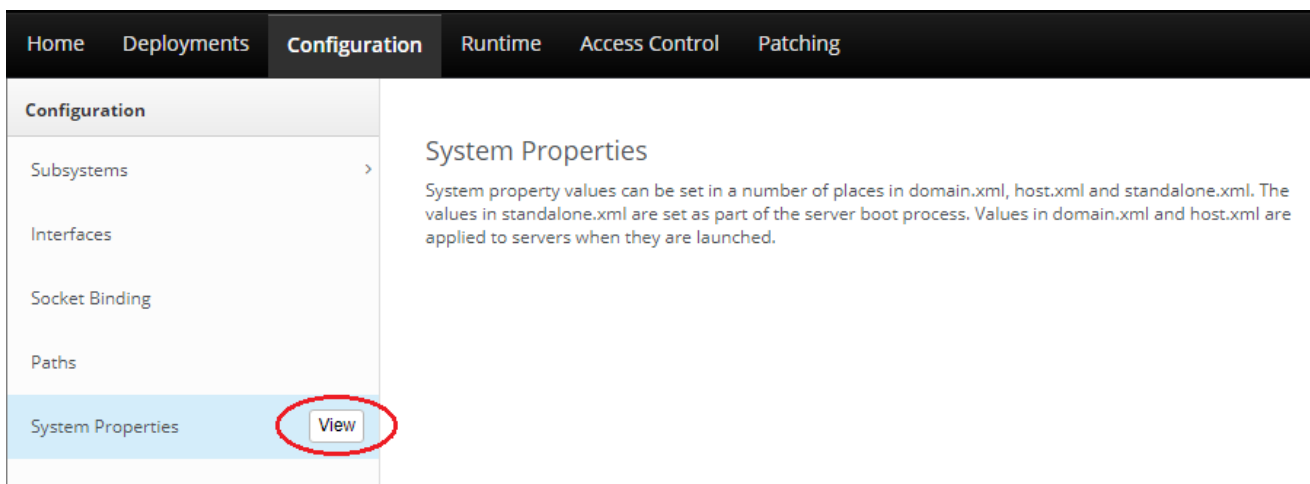 Home Deployments Configuration Runtime Access Control Patching
Configuration
Subsystems
Interfaces
Socket Binding
Paths
System Properties View
System Properties
System property values can be set in a number of places in domain.xml, host.xml and standalone.xml. The
values in standalone.xml are set as part of the server boot process. Values in domain.xml and host.xml are
applied to servers when they are launched.